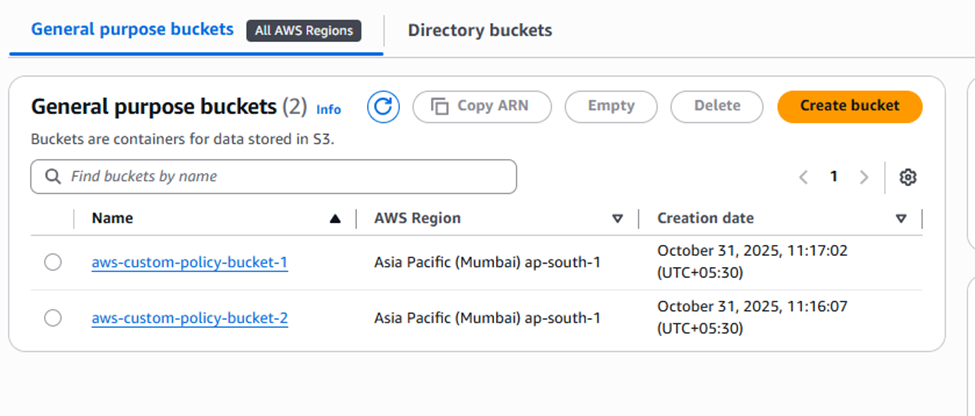 General purpose buckets All AWS Regions Directory buckets
General purpose buckets (2) Info Copy ARN Empty Delete Create bucket
Buckets are containers for data stored in S3.
Find buckets by name 1
Name AWS Region Creation date
aws-custom-policy-bucket-1 Asia Pacific (Mumbai) ap-south-1 October 31, 2025, 11:17:02
(UTC+05:30)
aws-custom-policy-bucket-2 Asia Pacific (Mumbai) ap-south-1 October 31, 2025, 11:16:07
(UTC+05:30)